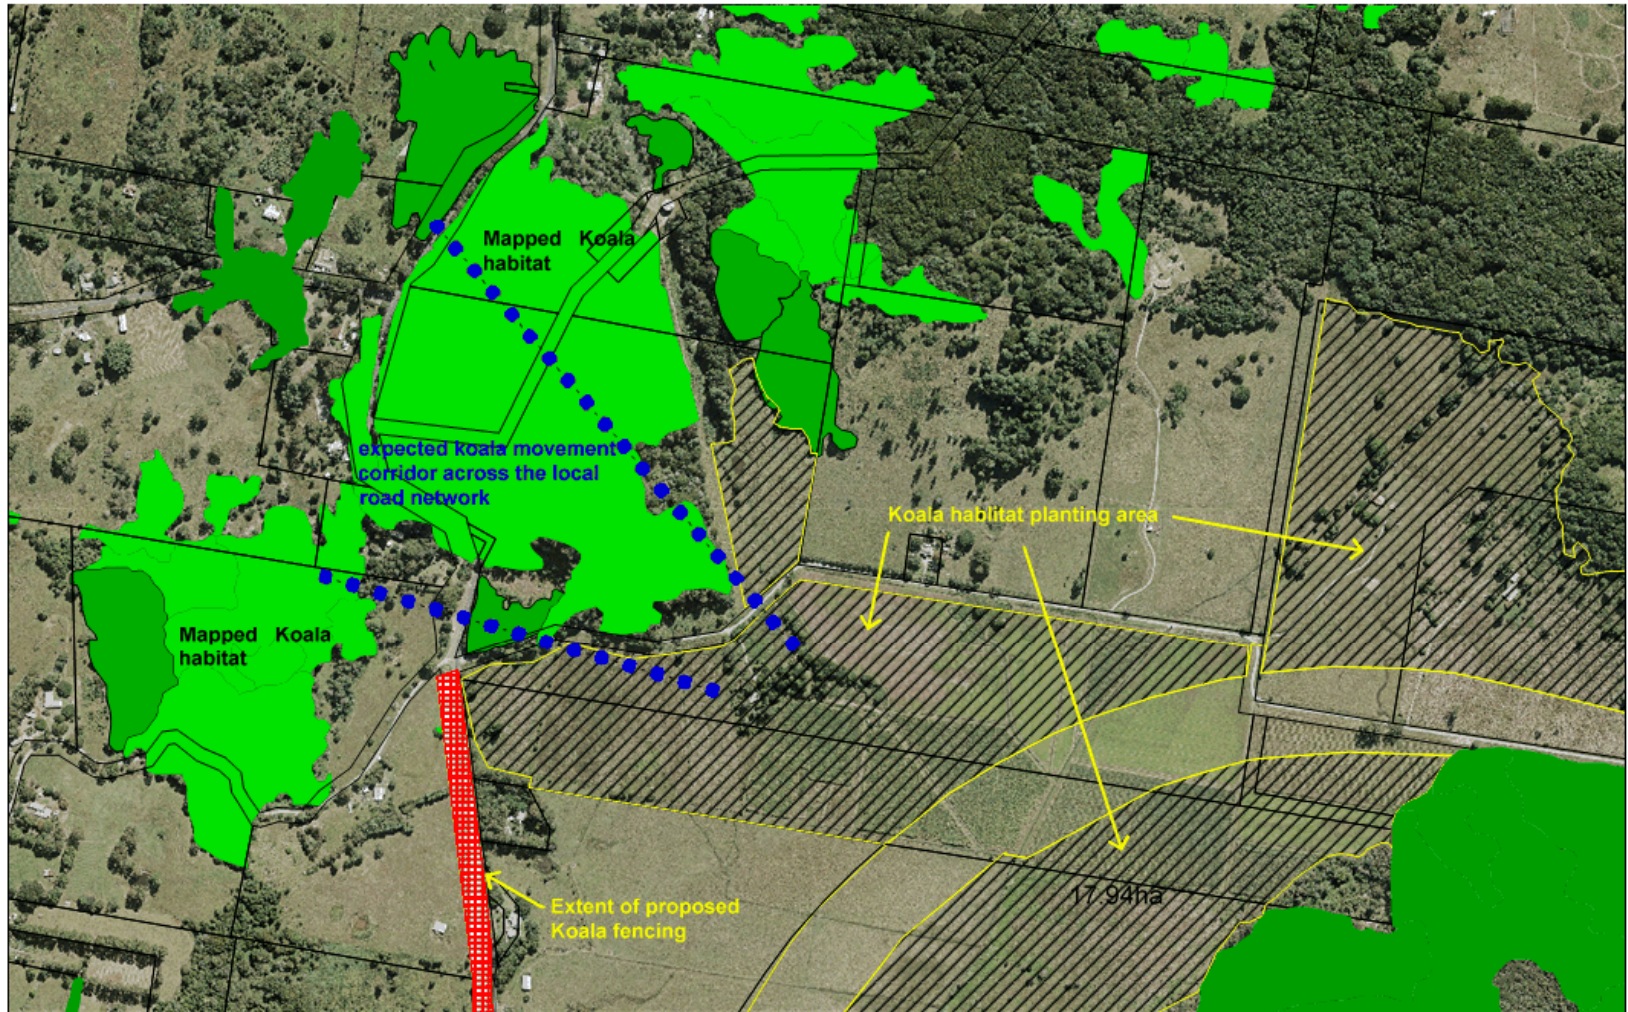 Mapped Koala
habitat
expected koala movement
corridor across the local
road network
Koala hablitat planting area
Mapped Koala
habitat
17.94ha
Extent of proposed
Koala fencing